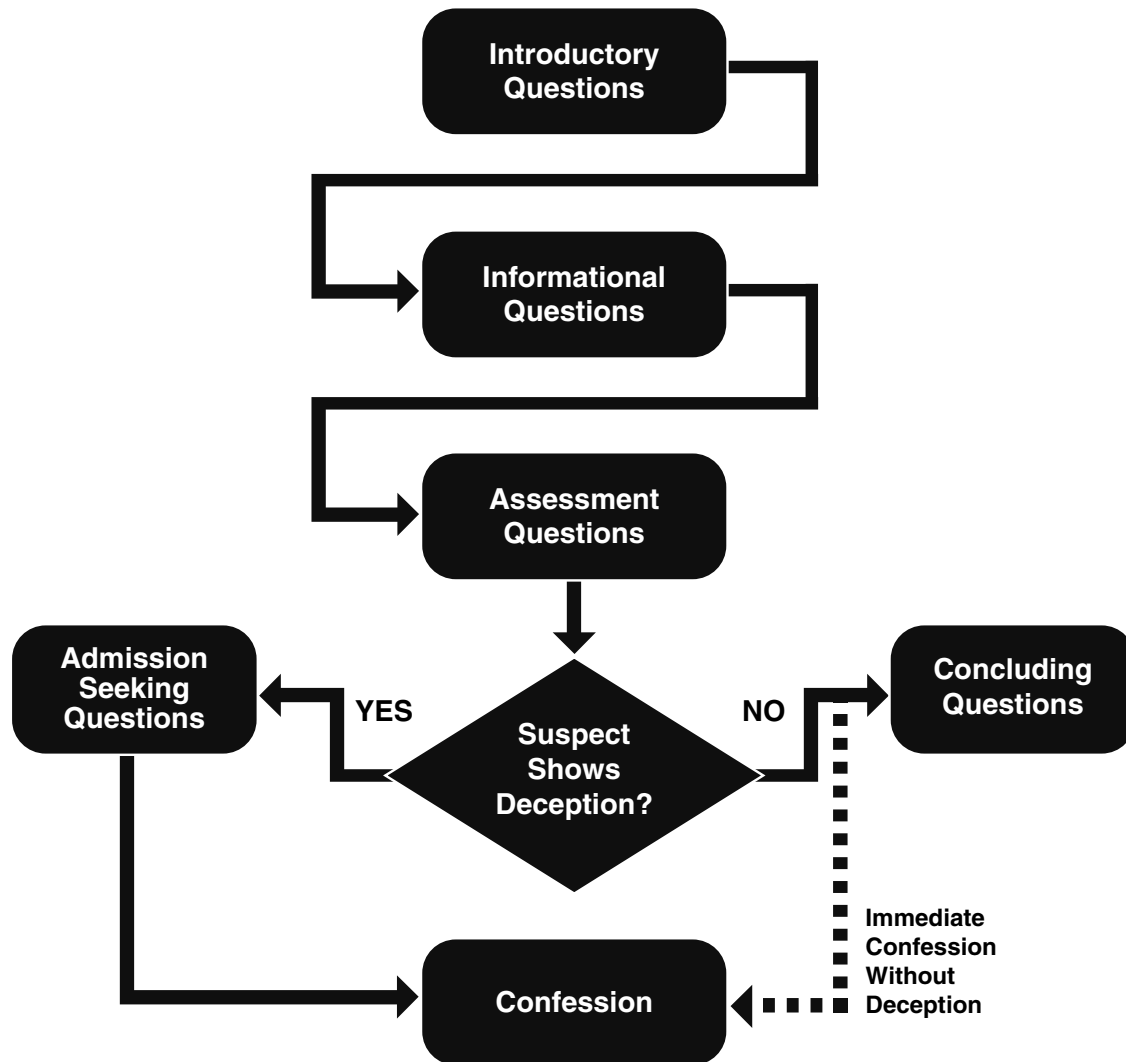 Introductory
Questions
Informational
Questions
Assessment
Questions
Admission
Seeking
Questions
YES
Suspect
Shows
Deception?
NO
Concluding
Questions
Immediate
Confession
Without
Deception
Confession